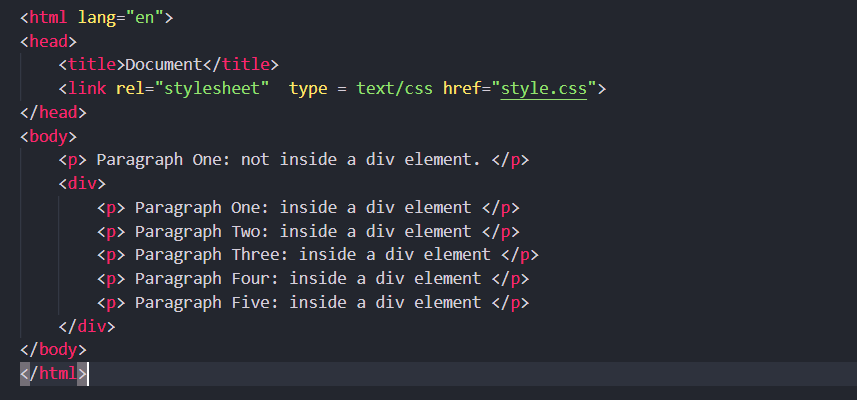 <html lang="en">
<head>
    <title>Document</title>
    <link rel="stylesheet"  type = text/css href="style.css">
</head>
<body>
    <p> Paragraph One: not inside a div element. </p>
    <div>
        <p> Paragraph One: inside a div element </p>
        <p> Paragraph Two: inside a div element </p>
        <p> Paragraph Three: inside a div element </p>
        <p> Paragraph Four: inside a div element </p>
        <p> Paragraph Five: inside a div element </p>
    </div>
</body>
</html>